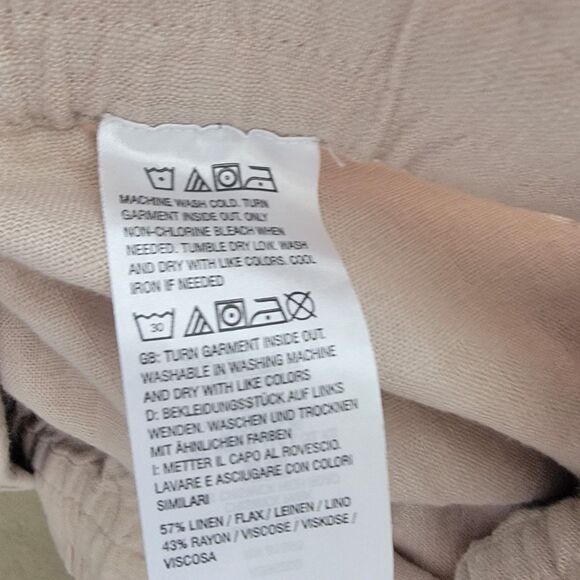 MACHINE WASH COLD. TURN
GARMENT INSIDE OUT. ONLY
NON-CHLORINE BLEACH WHEN
NEEDED. TUMBLE DRY LOW. WASH
AND DRY WITH LIKE COLORS. COOL
IRON IF NEEDED
30
GB: TURN GARMENT INSIDE OUT.
WASHABLE IN WASHING MACHINE
AND DRY WITH LIKE COLORS
D: BEKLEIDUNGSSTÜCK AUF LINKS
WENDEN. WASCHEN UND TROCKNEN
MIT ÄHNLICHEN FARBEN
I: METTER IL CAPO AL ROVESCIO.
LAVARE E ASCIUGARE CON COLORI
SIMILARI
57% LINEN / FLAX / LEINEN / LINO
43% RAYON / VISCOSE / VISKOSE /
VISCOSA